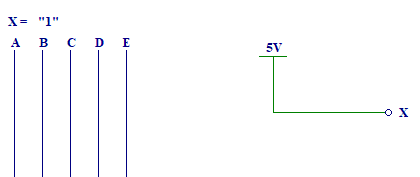 X = "1"
A B C D E
5V
X